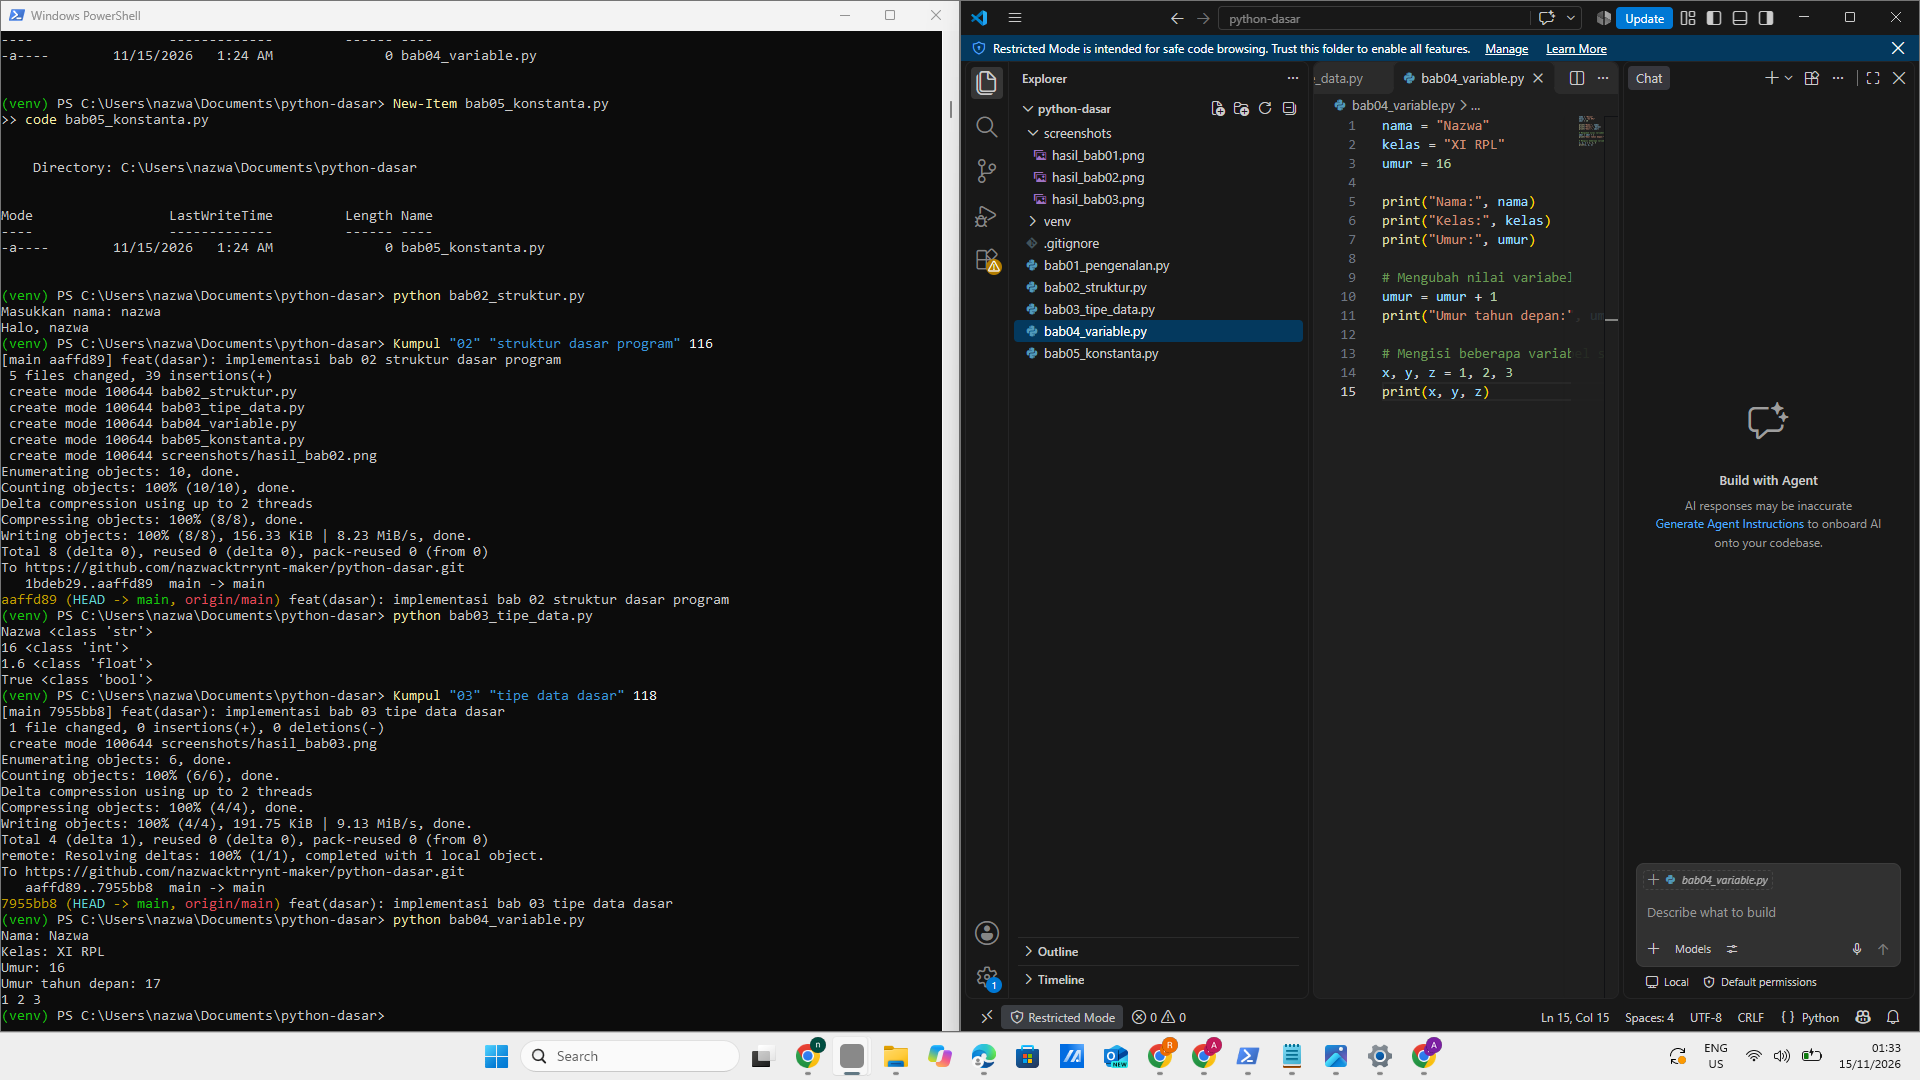 Windows PowerShell
---- ------------- ------ ----
-a---- 11/15/2026 1:24 AM 0 bab04_variable.py
(venv) PS C:\Users\nazwa\Documents\python-dasar> New-Item bab05_konstanta.py
>> code bab05_konstanta.py
Directory: C:\Users\nazwa\Documents\python-dasar
Mode LastWriteTime Length Name
---- ------------- ------ ----
-a---- 11/15/2026 1:24 AM 0 bab05_konstanta.py
(venv) PS C:\Users\nazwa\Documents\python-dasar> python bab02_struktur.py
Masukkan nama: nazwa
Halo, nazwa
(venv) PS C:\Users\nazwa\Documents\python-dasar> Kumpul "02" "struktur dasar program" 116
[main aaffd89] feat(dasar): implementasi bab 02 struktur dasar program
5 files changed, 39 insertions(+)
create mode 100644 bab02_struktur.py
create mode 100644 bab03_tipe_data.py
create mode 100644 bab04_variable.py
create mode 100644 bab05_konstanta.py
create mode 100644 screenshots/hasil_bab02.png
Enumerating objects: 10, done.
Counting objects: 100% (10/10), done.
Delta compression using up to 2 threads
Compressing objects: 100% (8/8), done.
Writing objects: 100% (8/8), 156.33 KiB | 8.23 MiB/s, done.
Total 8 (delta 0), reused 0 (delta 0), pack-reused 0 (from 0)
To https://github.com/nazwacktrrynt-maker/python-dasar.git
1bdeb29..aaffd89 main -> main
aaffd89 (HEAD -> main, origin/main) feat(dasar): implementasi bab 02 struktur dasar program
(venv) PS C:\Users\nazwa\Documents\python-dasar> python bab03_tipe_data.py
Nazwa <class 'str'>
16 <class 'int'>
1.6 <class 'float'>
True <class 'bool'>
(venv) PS C:\Users\nazwa\Documents\python-dasar> Kumpul "03" "tipe data dasar" 118
[main 7955bb8] feat(dasar): implementasi bab 03 tipe data dasar
1 file changed, 0 insertions(+), 0 deletions(-)
create mode 100644 screenshots/hasil_bab03.png
Enumerating objects: 6, done.
Counting objects: 100% (6/6), done.
Delta compression using up to 2 threads
Compressing objects: 100% (4/4), done.
Writing objects: 100% (4/4), 191.75 KiB | 9.13 MiB/s, done.
Total 4 (delta 1), reused 0 (delta 0), pack-reused 0 (from 0)
remote: Resolving deltas: 100% (1/1), completed with 1 local object.
To https://github.com/nazwacktrrynt-maker/python-dasar.git
aaffd89..7955bb8 main -> main
7955bb8 (HEAD -> main, origin/main) feat(dasar): implementasi bab 03 tipe data dasar
(venv) PS C:\Users\nazwa\Documents\python-dasar> python bab04_variable.py
Nama: Nazwa
Kelas: XI RPL
Umur: 16
Umur tahun depan: 17
1 2 3
(venv) PS C:\Users\nazwa\Documents\python-dasar>
python-dasar
Update
Restricted Mode is intended for safe code browsing. Trust this folder to enable all features. Manage Learn More
Explorer
python-dasar
screenshots
hasil_bab01.png
hasil_bab02.png
hasil_bab03.png
venv
.gitignore
bab01_pengenalan.py
bab02_struktur.py
bab03_tipe_data.py
bab04_variable.py
bab05_konstanta.py
Outline
Timeline
_data.py
bab04_variable.py
bab04_variable.py > ...
1 nama = "Nazwa"
2 kelas = "XI RPL"
3 umur = 16
4
5 print("Nama:", nama)
6 print("Kelas:", kelas)
7 print("Umur:", umur)
8
9 # Mengubah nilai variabel
10 umur = umur + 1
11 print("Umur tahun depan:", um
12
13 # Mengisi beberapa variabel s
14 x, y, z = 1, 2, 3
15 print(x, y, z)
Chat
Build with Agent
AI responses may be inaccurate
Generate Agent Instructions to onboard AI
onto your codebase.
bab04_variable.py
Describe what to build
Models
Local Default permissions
1
Restricted Mode 0 0
Ln 15, Col 15 Spaces: 4 UTF-8 CRLF { } Python
Search
n
NEW
R
A
A
ENG
US
01:33
15/11/2026